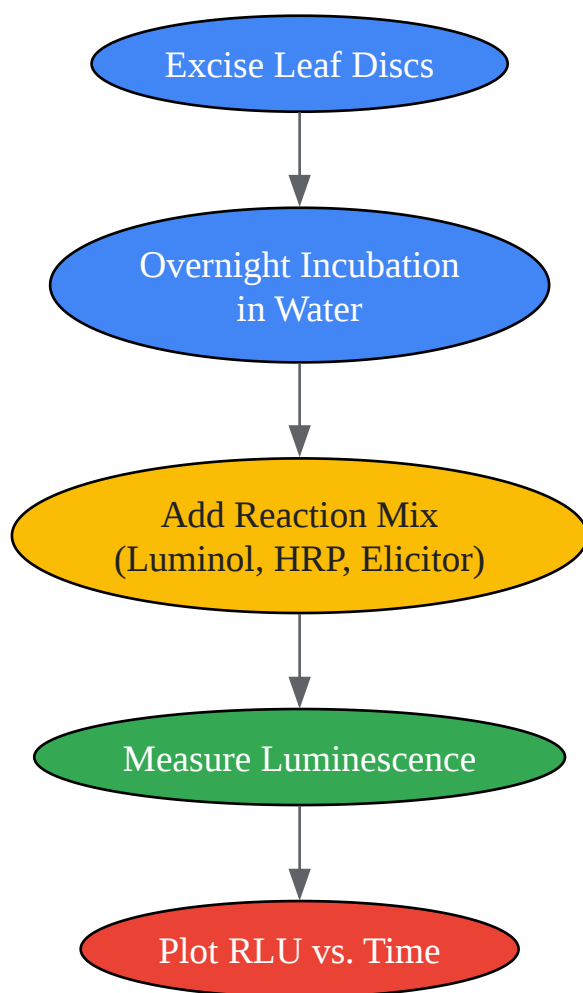 Excise Leaf Discs
Overnight Incubation
in Water
Add Reaction Mix
(Luminol, HRP, Elicitor)
Measure Luminescence
Plot RLU vs. Time